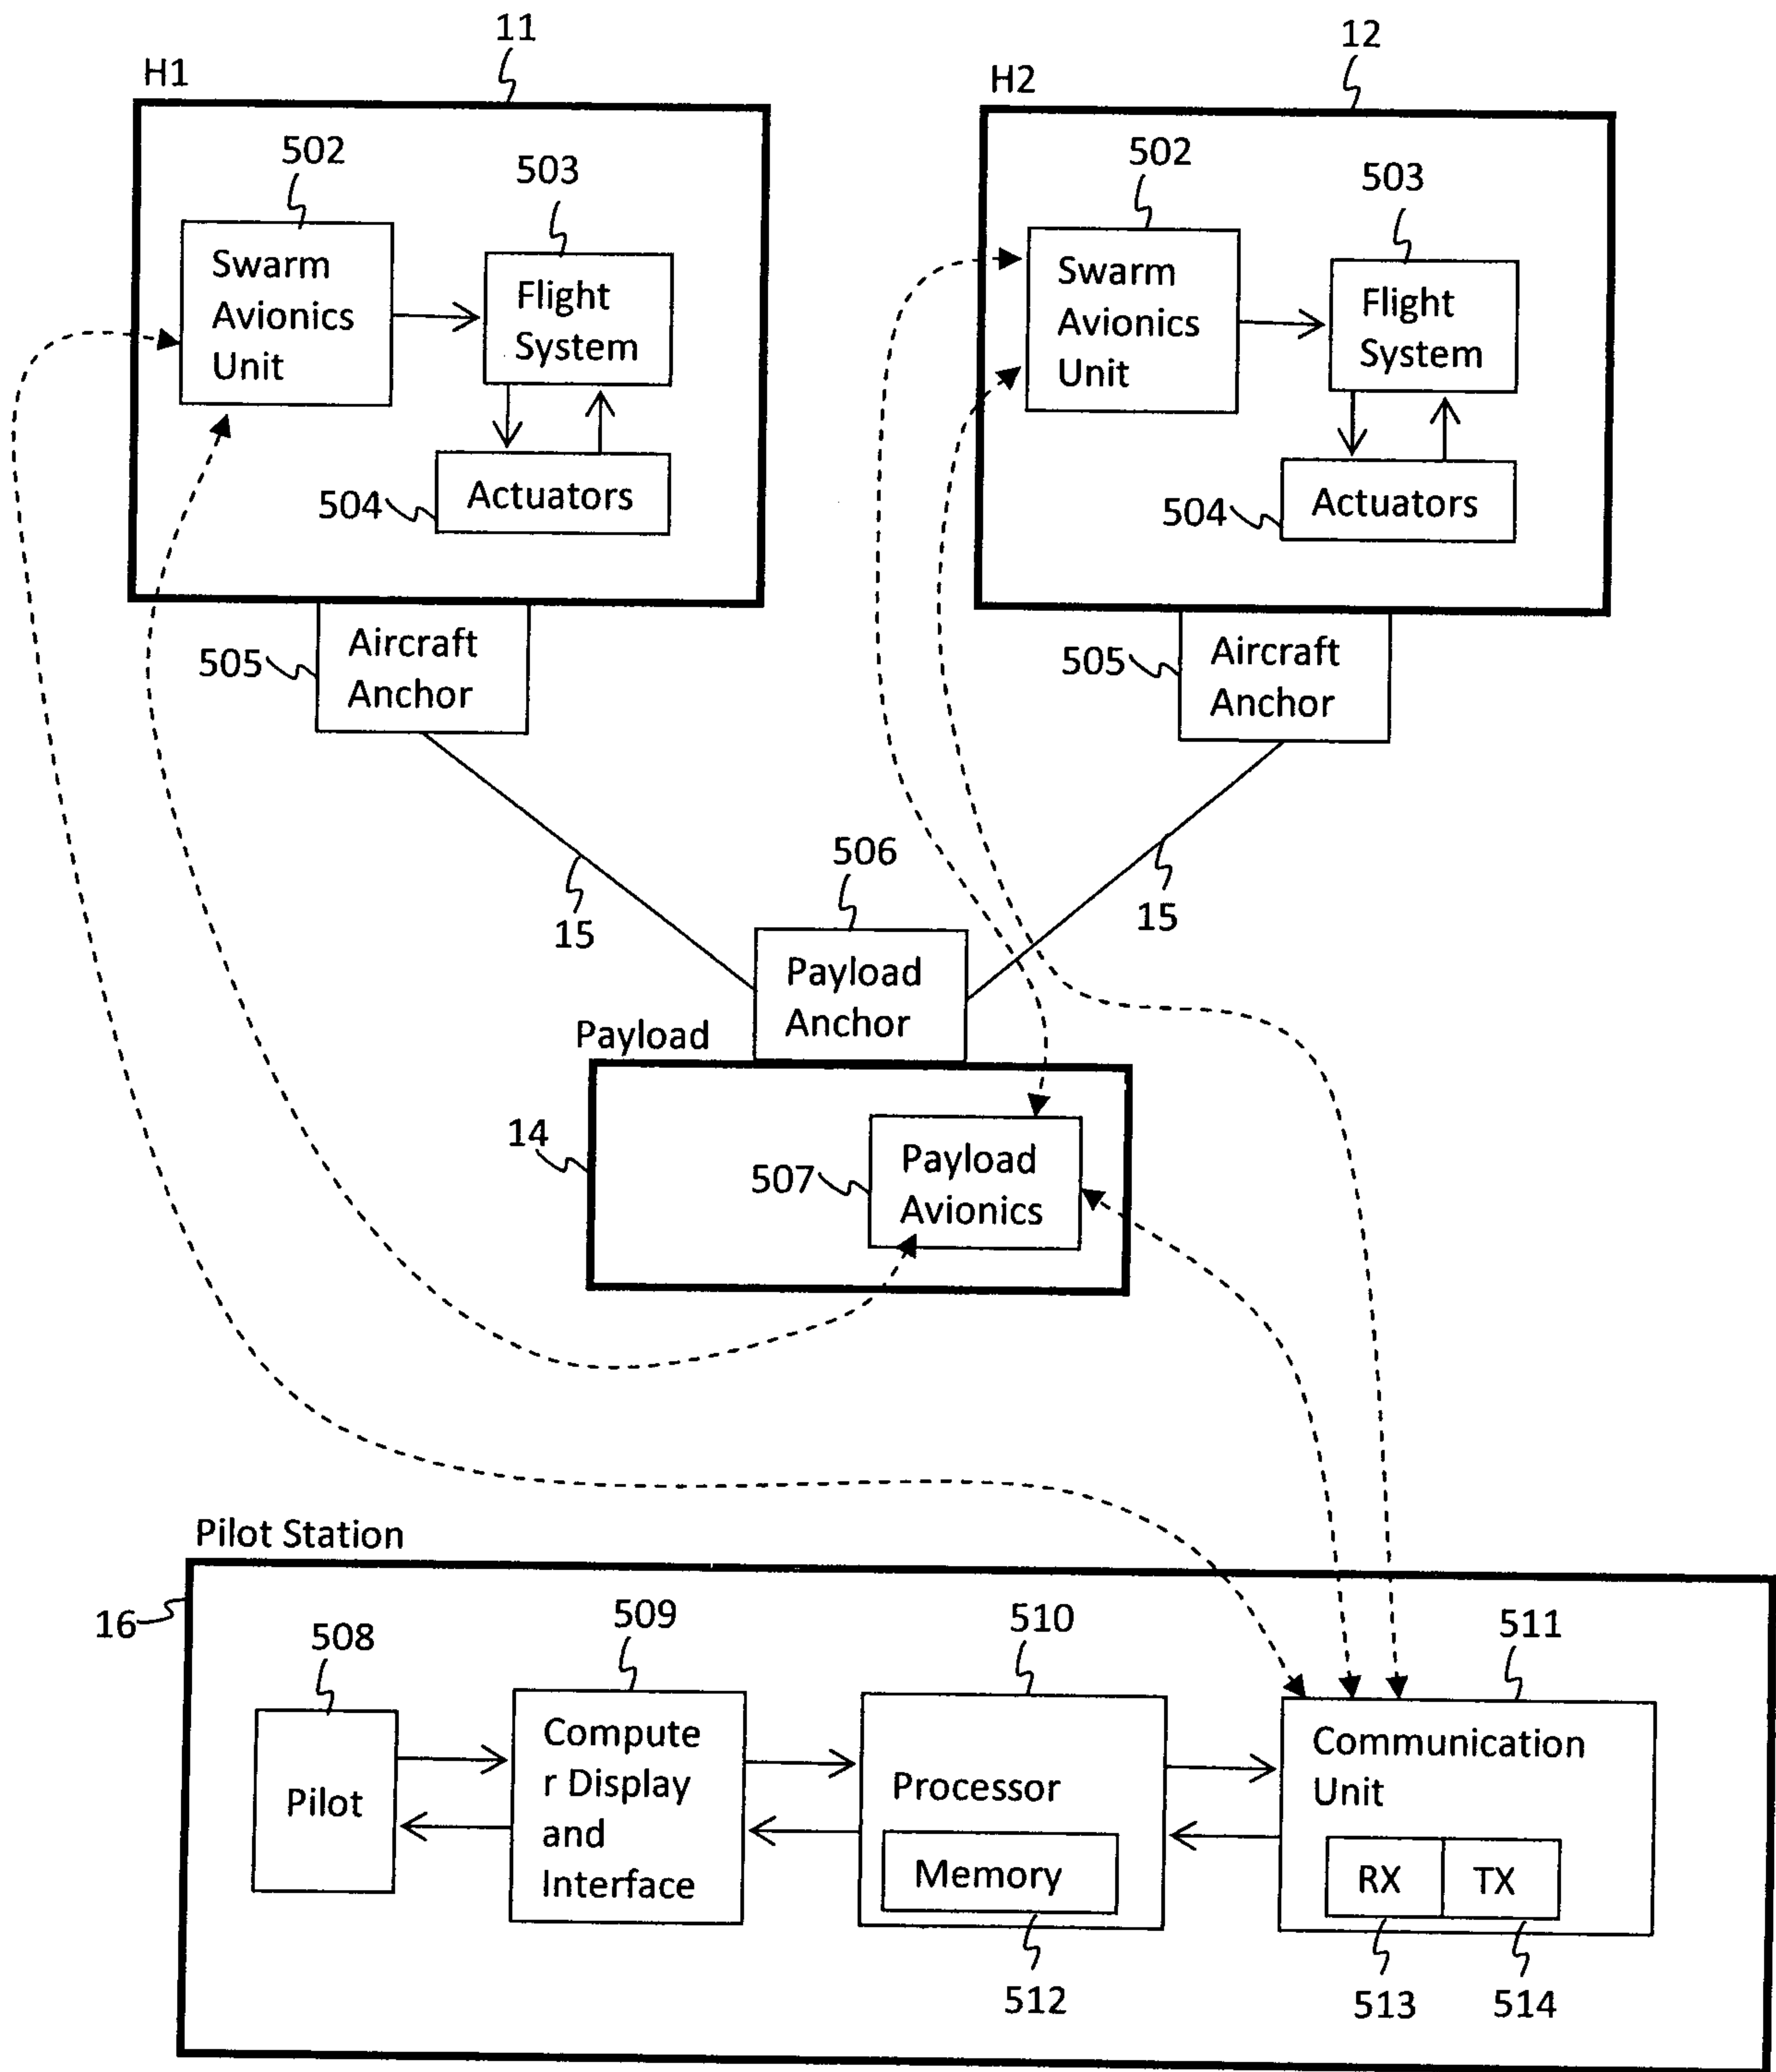 11
12
H1
H2
502
503
502
503
Swarm
Avionics
Unit
Flight
System
Swarm
Avionics
Unit
Flight
System
504
Actuators
504
Actuators
505
Aircraft
Anchor
505
Aircraft
Anchor
15
506
15
Payload
Anchor
Payload
14
507
Payload
Avionics
Pilot Station
16
508
509
510
511
Pilot
Compute
r Display
and
Interface
Processor
Memory
Communication
Unit
RX
TX
512
513
514